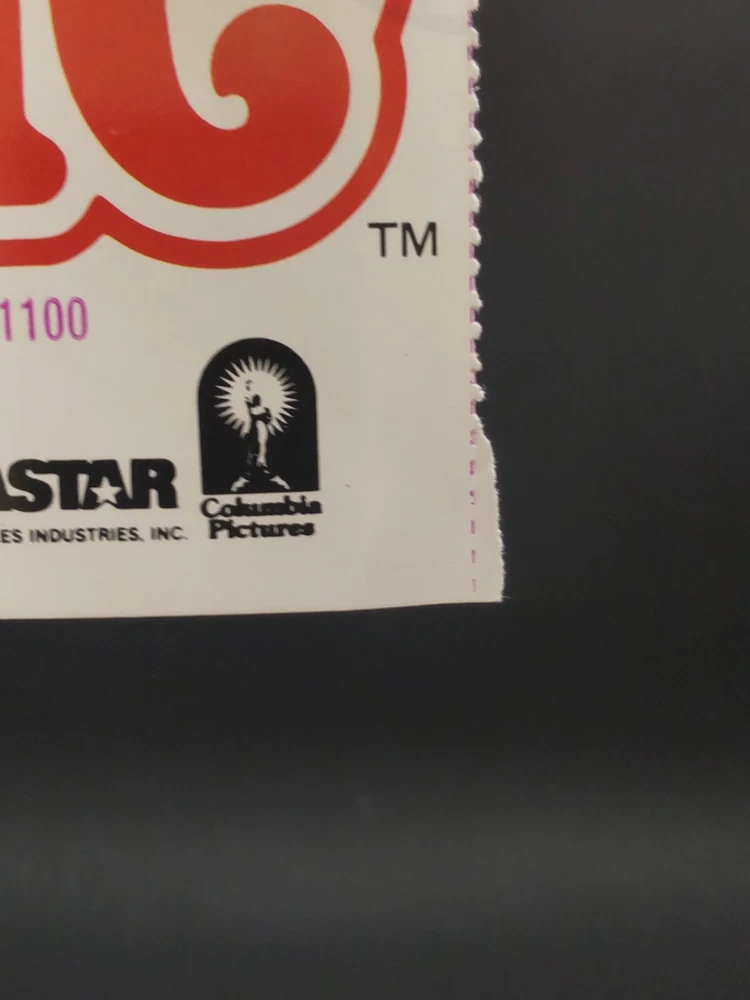 TM
1100
ASTAR
ES INDUSTRIES, INC.
Columbia
Pictures